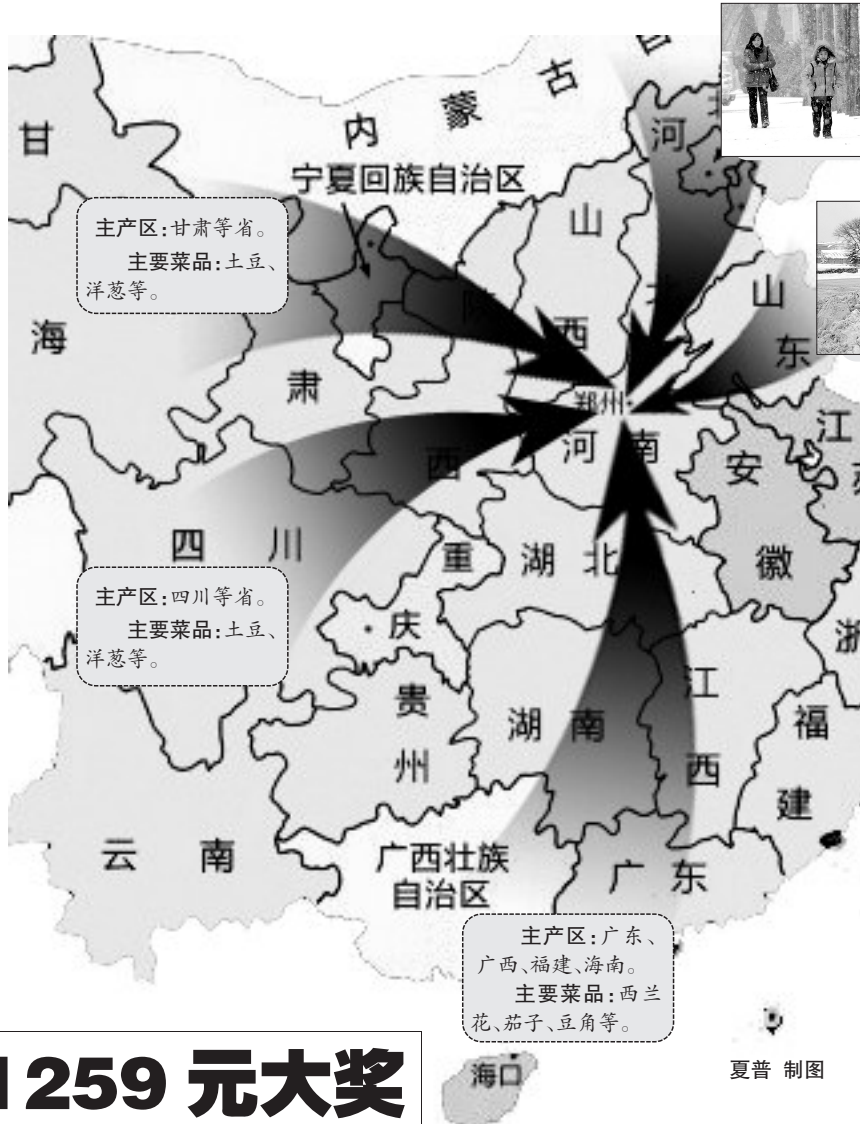 内 蒙 古 自
甘
河
宁夏回族自治区
山
主产区：甘肃等省。
主要菜品：土豆、
洋葱等。
陕
北
山
海
西
东
肃
郑州
江
西
河 南
安
苏
四 川
重
湖 北
徽
主产区：四川等省。
主要菜品：土豆、
洋葱等。
庆
浙
江
贵
湖 南
福
州
西
建
云 南
广西壮族
自治区
广 东
主产区：广东、
广西、福建、海南。
主要菜品：西兰
花、茄子、豆角等。
1259 元大奖
海口
夏普 制图